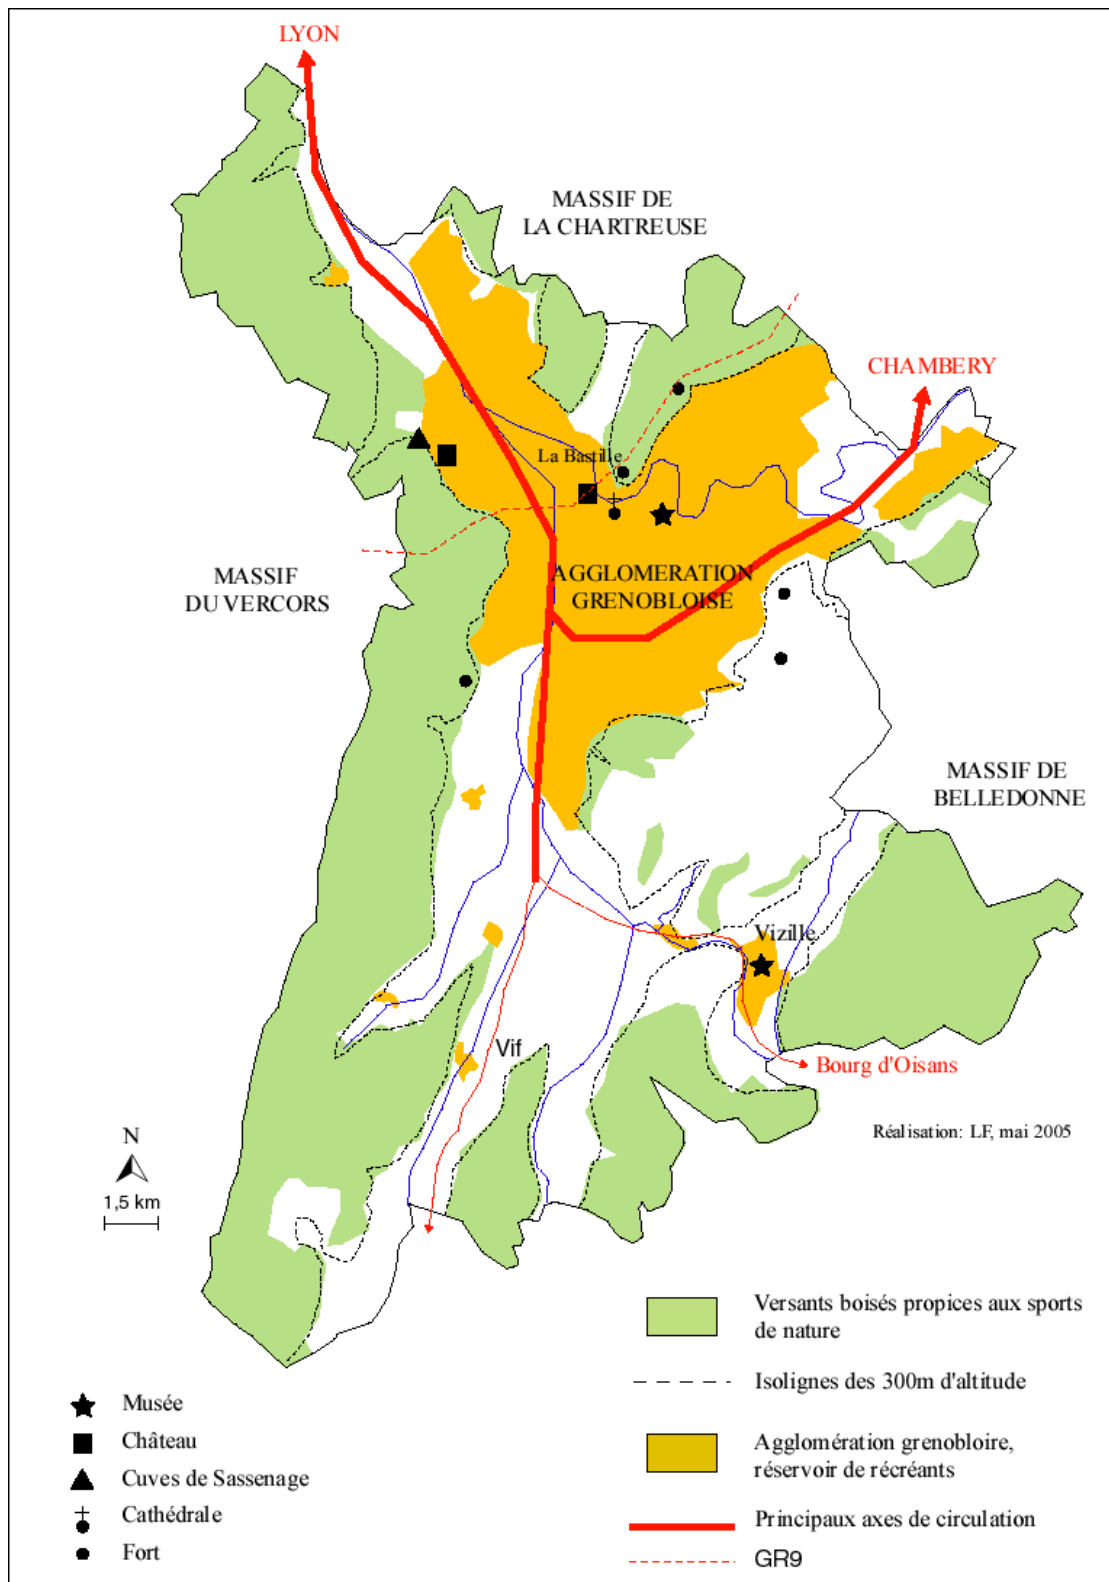 LYON
MASSIF DE
LA CHARTREUSE
CHAMBERY
La Bastille
MASSIF
DU VERCORS
AGGLOMERATION
GRENOBLOISE
MASSIF DE
BELLEDONNE
Vizille
Vif
Bourg d'Oisans
Réalisation: LF, mai 2005
N
1,5 km
Versants boisés propices aux sports
de nature
Isolignes des 300m d'altitude
Agglomération grenobloire,
réservoir de récréants
Principaux axes de circulation
GR9
Musée
Château
Cuves de Sassenage
Cathédrale
Fort